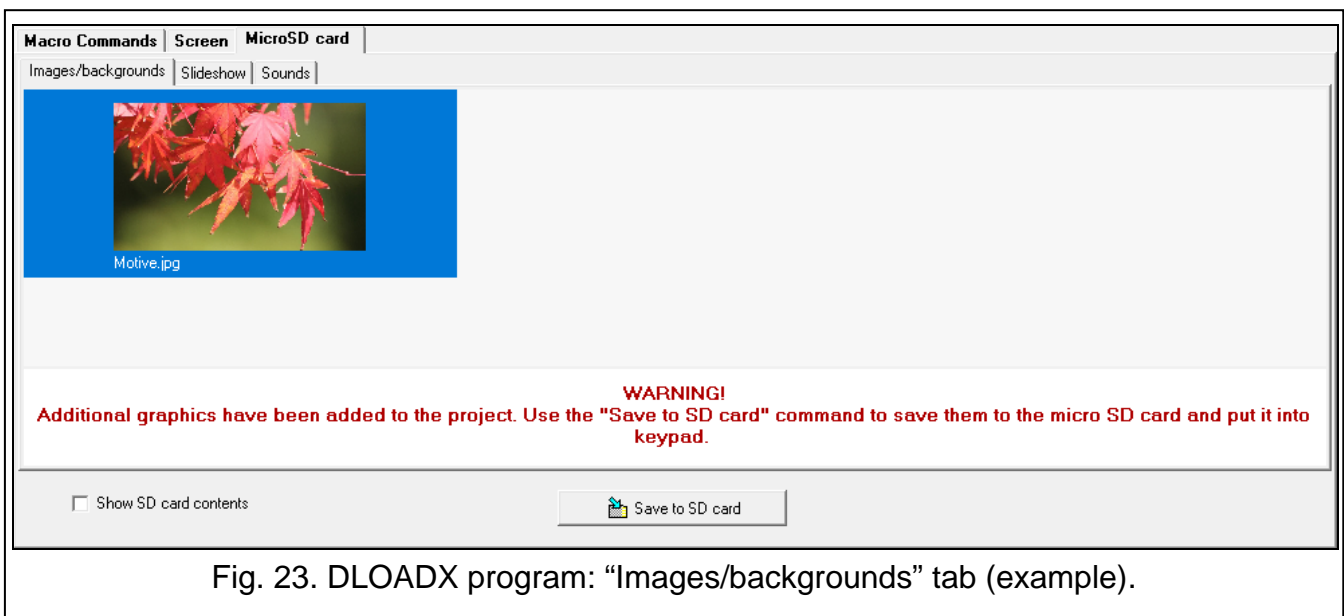 Macro Commands Screen MicroSD card
Images/backgrounds Slideshow Sounds
Motive.jpg
WARNING!
Additional graphics have been added to the project. Use the "Save to SD card" command to save them to the micro SD card and put it into
keypad.
Show SD card contents Save to SD card
Fig. 23. DLOADX program: “Images/backgrounds” tab (example).